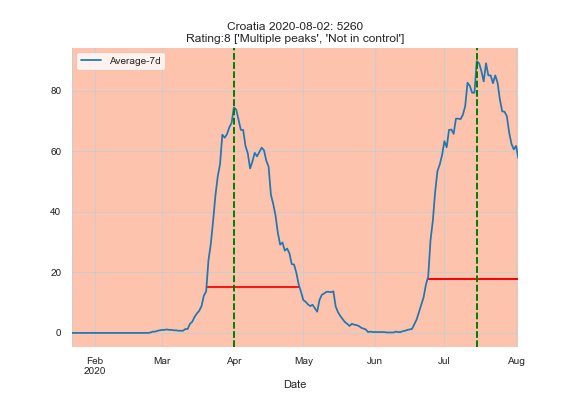 Croatia 2020-08-02: 5260
Rating:8 ['Multiple peaks', 'Not in control']
Average-7d
80
60
40
20
0
Feb
2020
Mar
Apr
May
Jun
Jul
Aug
Date